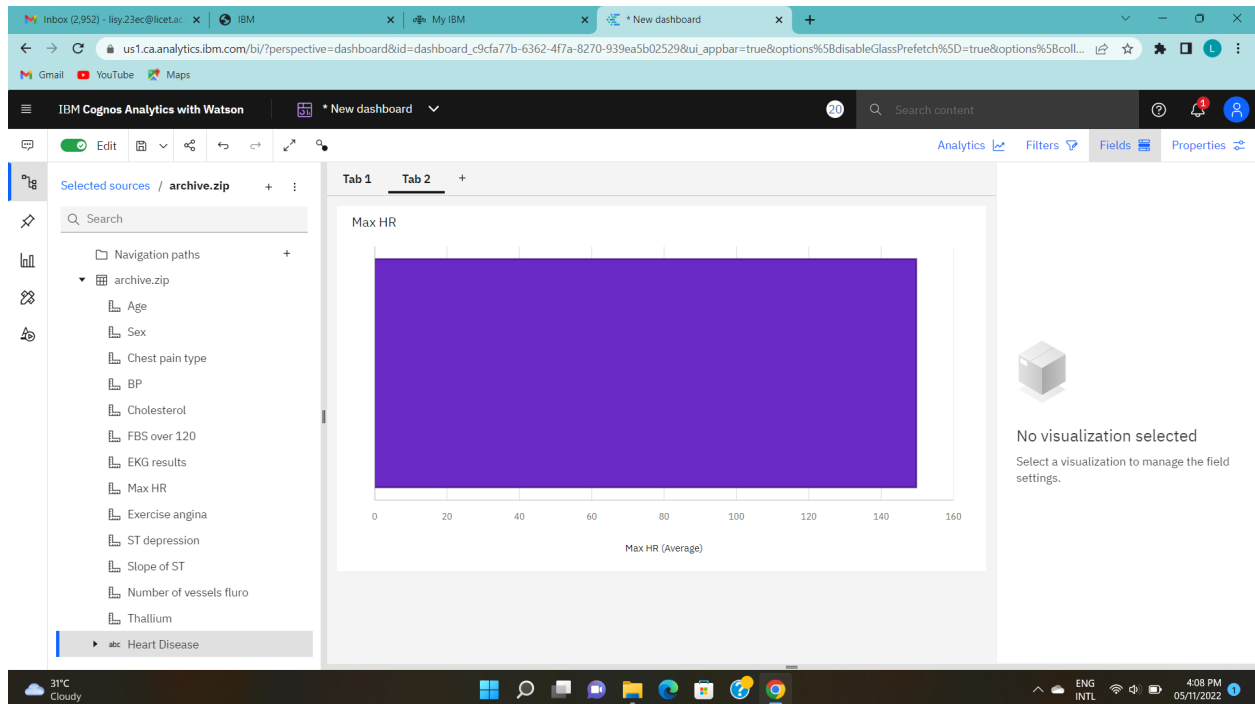 Inbox (2,952) - lisy.23ec@licet.ac.
IBM
My IBM
* New dashboard
us1.ca.analytics.ibm.com/bi/?perspective=dashboard&id=dashboard_c9cfa77b-6362-4f7a-8270-939ea5b02529&ui_appbar=true&options%5BdisableGlassPrefetch%5D=true&options%5Bcoll...
L
Gmail YouTube Maps
IBM Cognos Analytics with Watson
* New dashboard
20
Search content
1
Edit
Analytics
Filters
Fields
Properties
Selected sources / archive.zip
Tab 1 Tab 2 +
Search
Max HR
Navigation paths
archive.zip
Age
Sex
Chest pain type
BP
Cholesterol
FBS over 120
EKG results
Max HR
Exercise angina
ST depression
Slope of ST
Number of vessels fluro
Thallium
abc Heart Disease
0 20 40 60 80 100 120 140 160
Max HR (Average)
No visualization selected
Select a visualization to manage the field
settings.
31°C
Cloudy
ENG
INTL
4:08 PM
05/11/2022
1